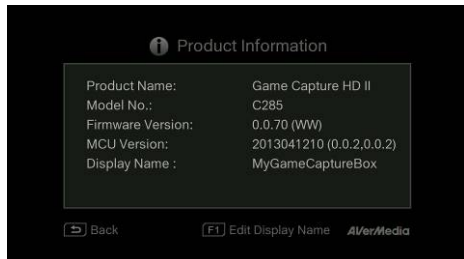 Product Information
Product Name: Game Capture HD II
Model No.: C285
Firmware Version: 0.0.70 (WW)
MCU Version: 2013041210 (0.0.2,0.0.2)
Display Name : MyGameCaptureBox
Back F1 Edit Display Name AVerMedia